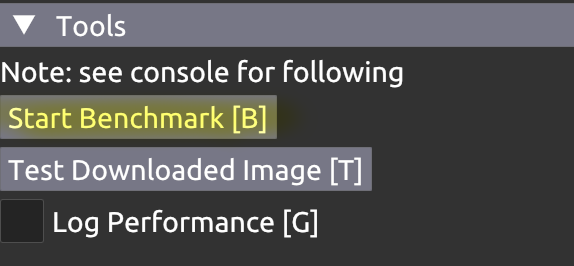 Tools
Note: see console for following
Start Benchmark [B]
Test Downloaded Image [T]
Log Performance [G]